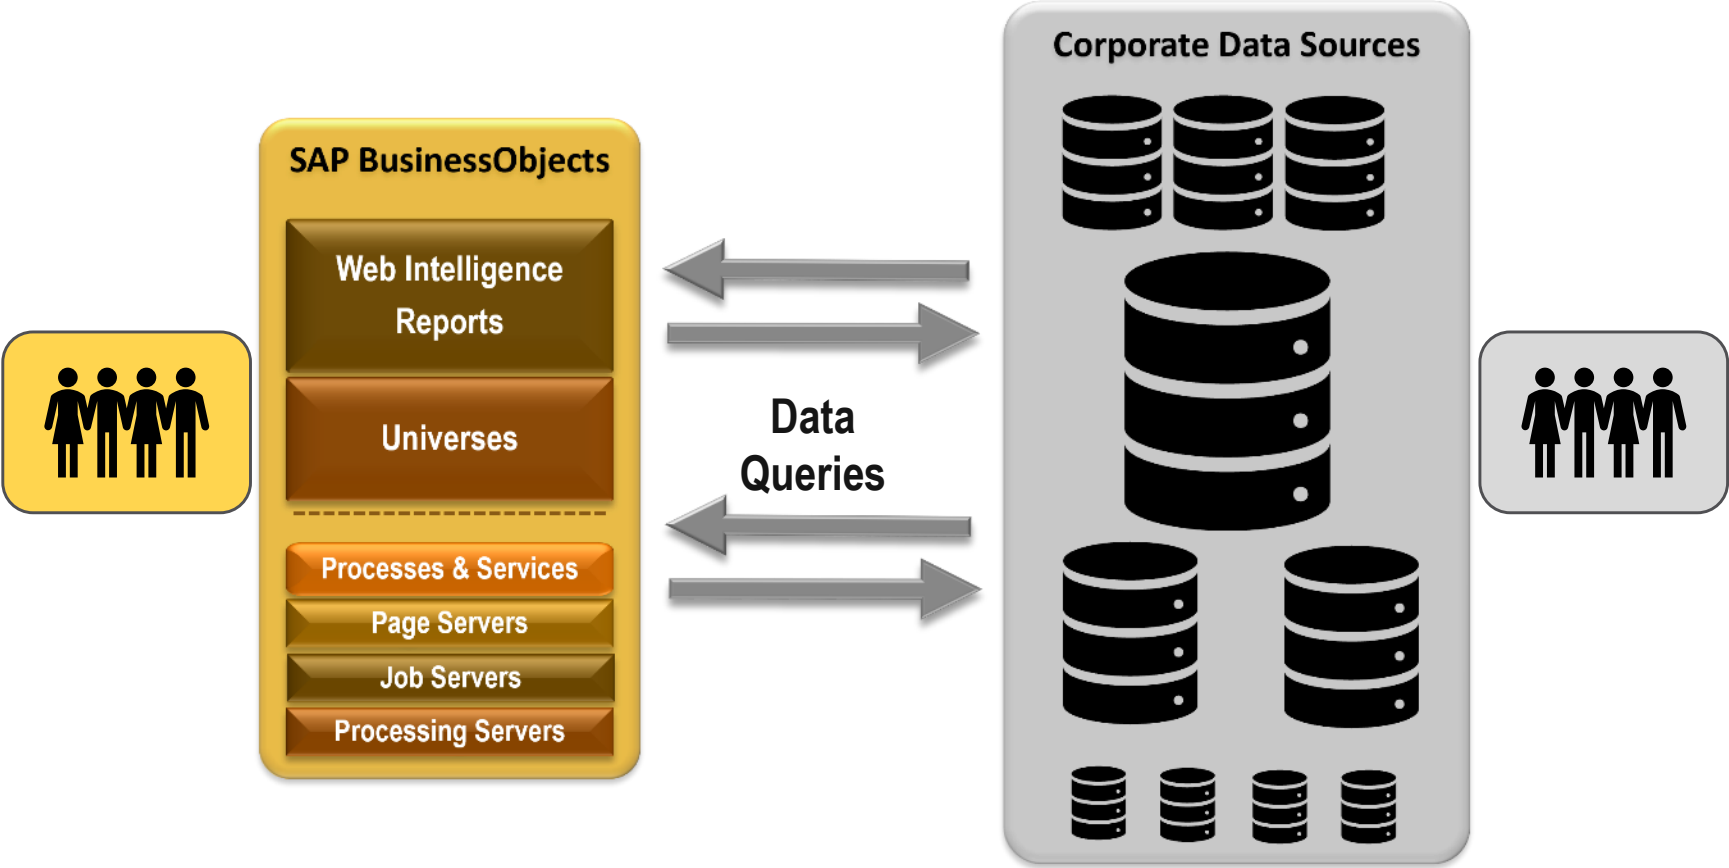 SAP BusinessObjects
Web Intelligence
Reports
Universes
Processes & Services
Page Servers
Job Servers
Processing Servers
Data
Queries
Corporate Data Sources